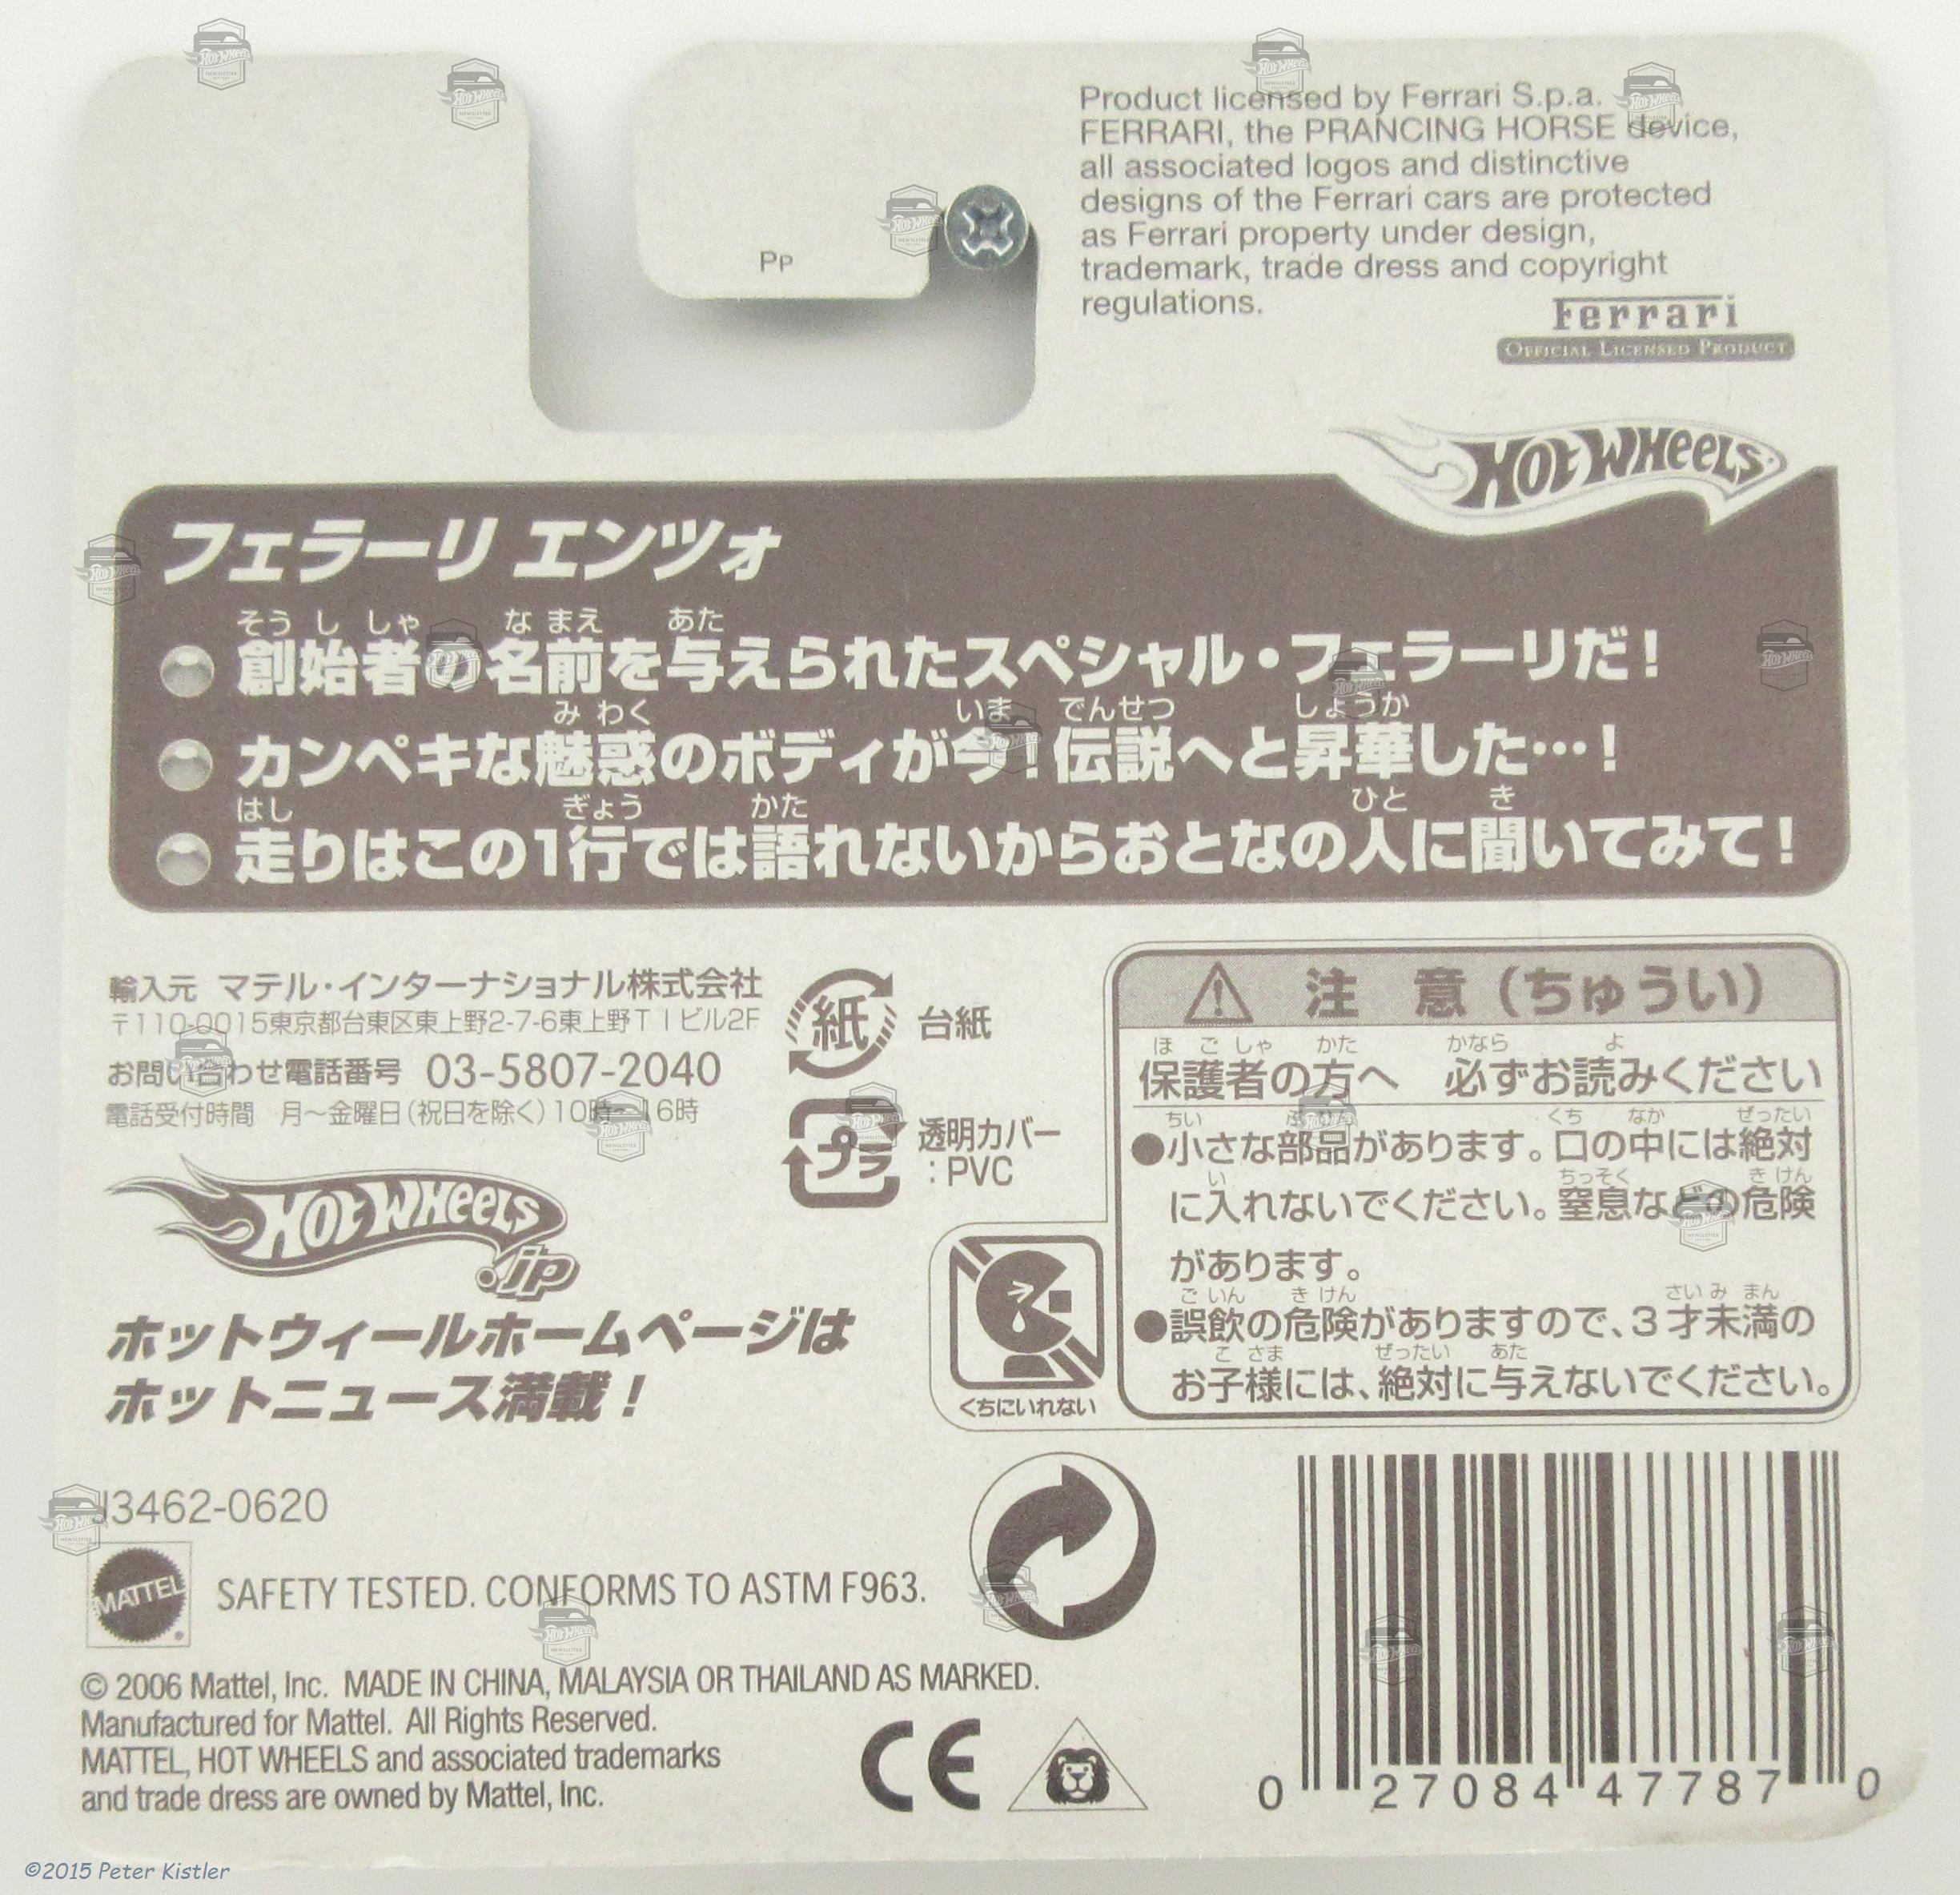 Product licensed by Ferrari S.p.a.
FERRARI, the PRANCING HORSE device,
all associated logos and distinctive
designs of the Ferrari cars are protected
as Ferrari property under design,
trademark, trade dress and copyright
regulations.
PP
Ferrari
OFFICIAL LICENSED PRODUCT
HOT WHEELS
フェラーリ エンツォ
そう し しゃ な まえ あた
創始者の名前を与えられたスペシャル・フェラーリだ!
み わく いま でんせつ しょうか
カンペキな魅惑のボディが今!伝説へと昇華した…!
はし ぎょう かた ひと き
走りはこの1行では語れないからおとなの人に聞いてみて!
輸入元 マテル・インターナショナル株式会社
〒110-0015東京都台東区東上野2-7-6東上野TIビル2F
お問い合わせ電話番号 03-5807-2040
電話受付時間 月〜金曜日(祝日を除く)10時〜16時
紙 台紙
プラ 透明カバー
:PVC
HOT WHEELS
.jp
ホットウィールホームページは
ホットニュース満載!
注 意(ちゅうい)
ほ ご しゃ かた かなら よ
保護者の方へ 必ずお読みください
ちい ぶ ひん くち なか ぜったい
●小さな部品があります。口の中には絶対
い ちっそく き けん
に入れないでください。窒息などの危険
があります。
ご いん き けん さい み まん
●誤飲の危険がありますので、3才未満の
こ さま ぜったい あた
お子様には、絶対に与えないでください。
くちにいれない
J3462-0620
MATTEL
SAFETY TESTED. CONFORMS TO ASTM F963.
© 2006 Mattel, Inc. MADE IN CHINA, MALAYSIA OR THAILAND AS MARKED.
Manufactured for Mattel. All Rights Reserved.
MATTEL, HOT WHEELS and associated trademarks
and trade dress are owned by Mattel, Inc.
CE
0 27084 47787 0
©2015 Peter Kistler